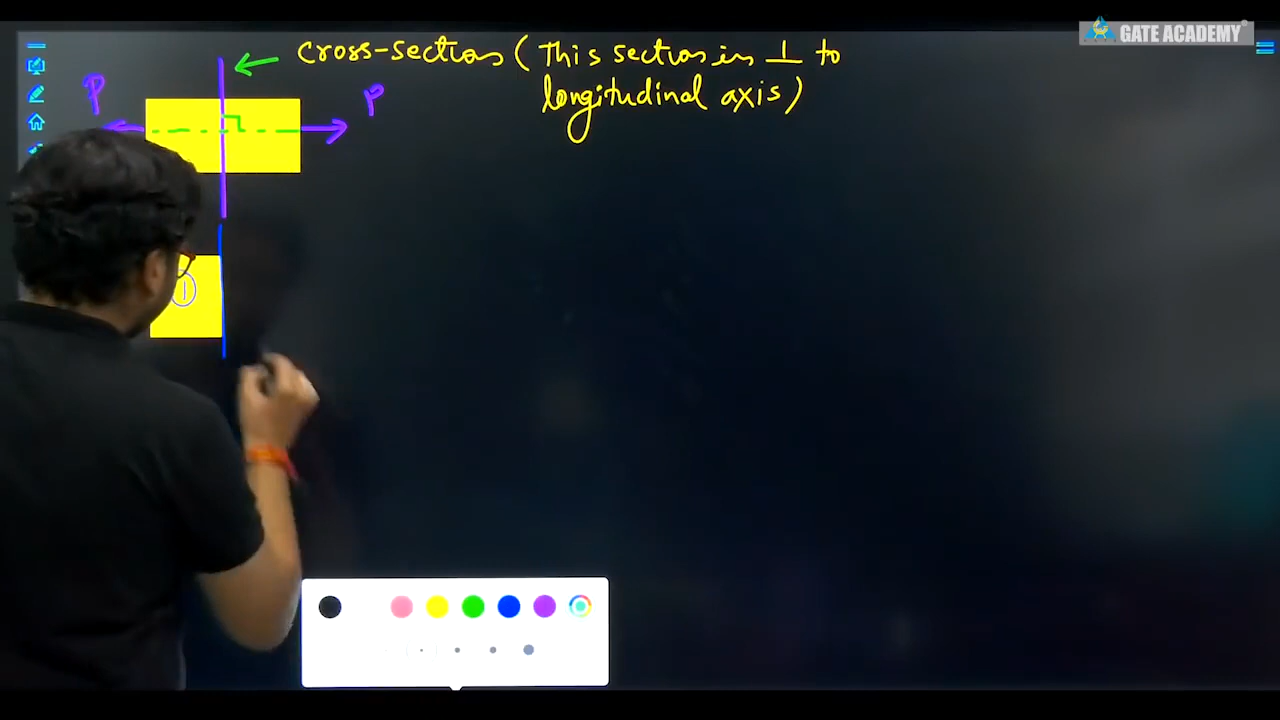 GATE ACADEMY
cross-section (This section is ⊥ to
longitudinal axis)
P
P
1